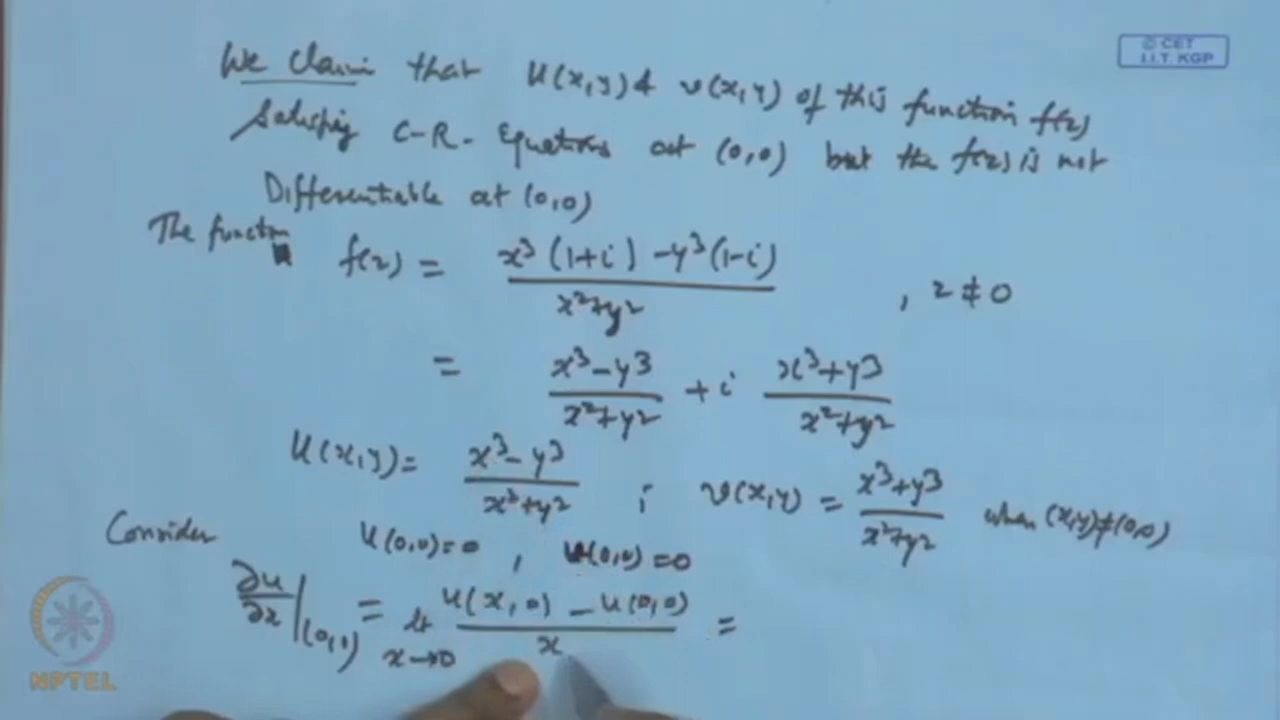 © CET
I.I.T. KGP
We claim that u(x,y) & v(x,y) of this function f(z)
Satisfy C-R- Equations at (0,0) but the f(z) is not
Differentiable at (0,0)
The function f(z) = x³(1+i) - y³(1-i) / x²+y² , z ≠ 0
= x³-y³ / x²+y² + i x³+y³ / x²+y²
u(x,y) = x³-y³ / x²+y² ; v(x,y) = x³+y³ / x²+y² when (x,y)≠(0,0)
Consider u(0,0)=0 , v(0,0)=0
∂u/∂x|(0,0) = lt x→0 u(x,0) - u(0,0) / x =
NPTEL